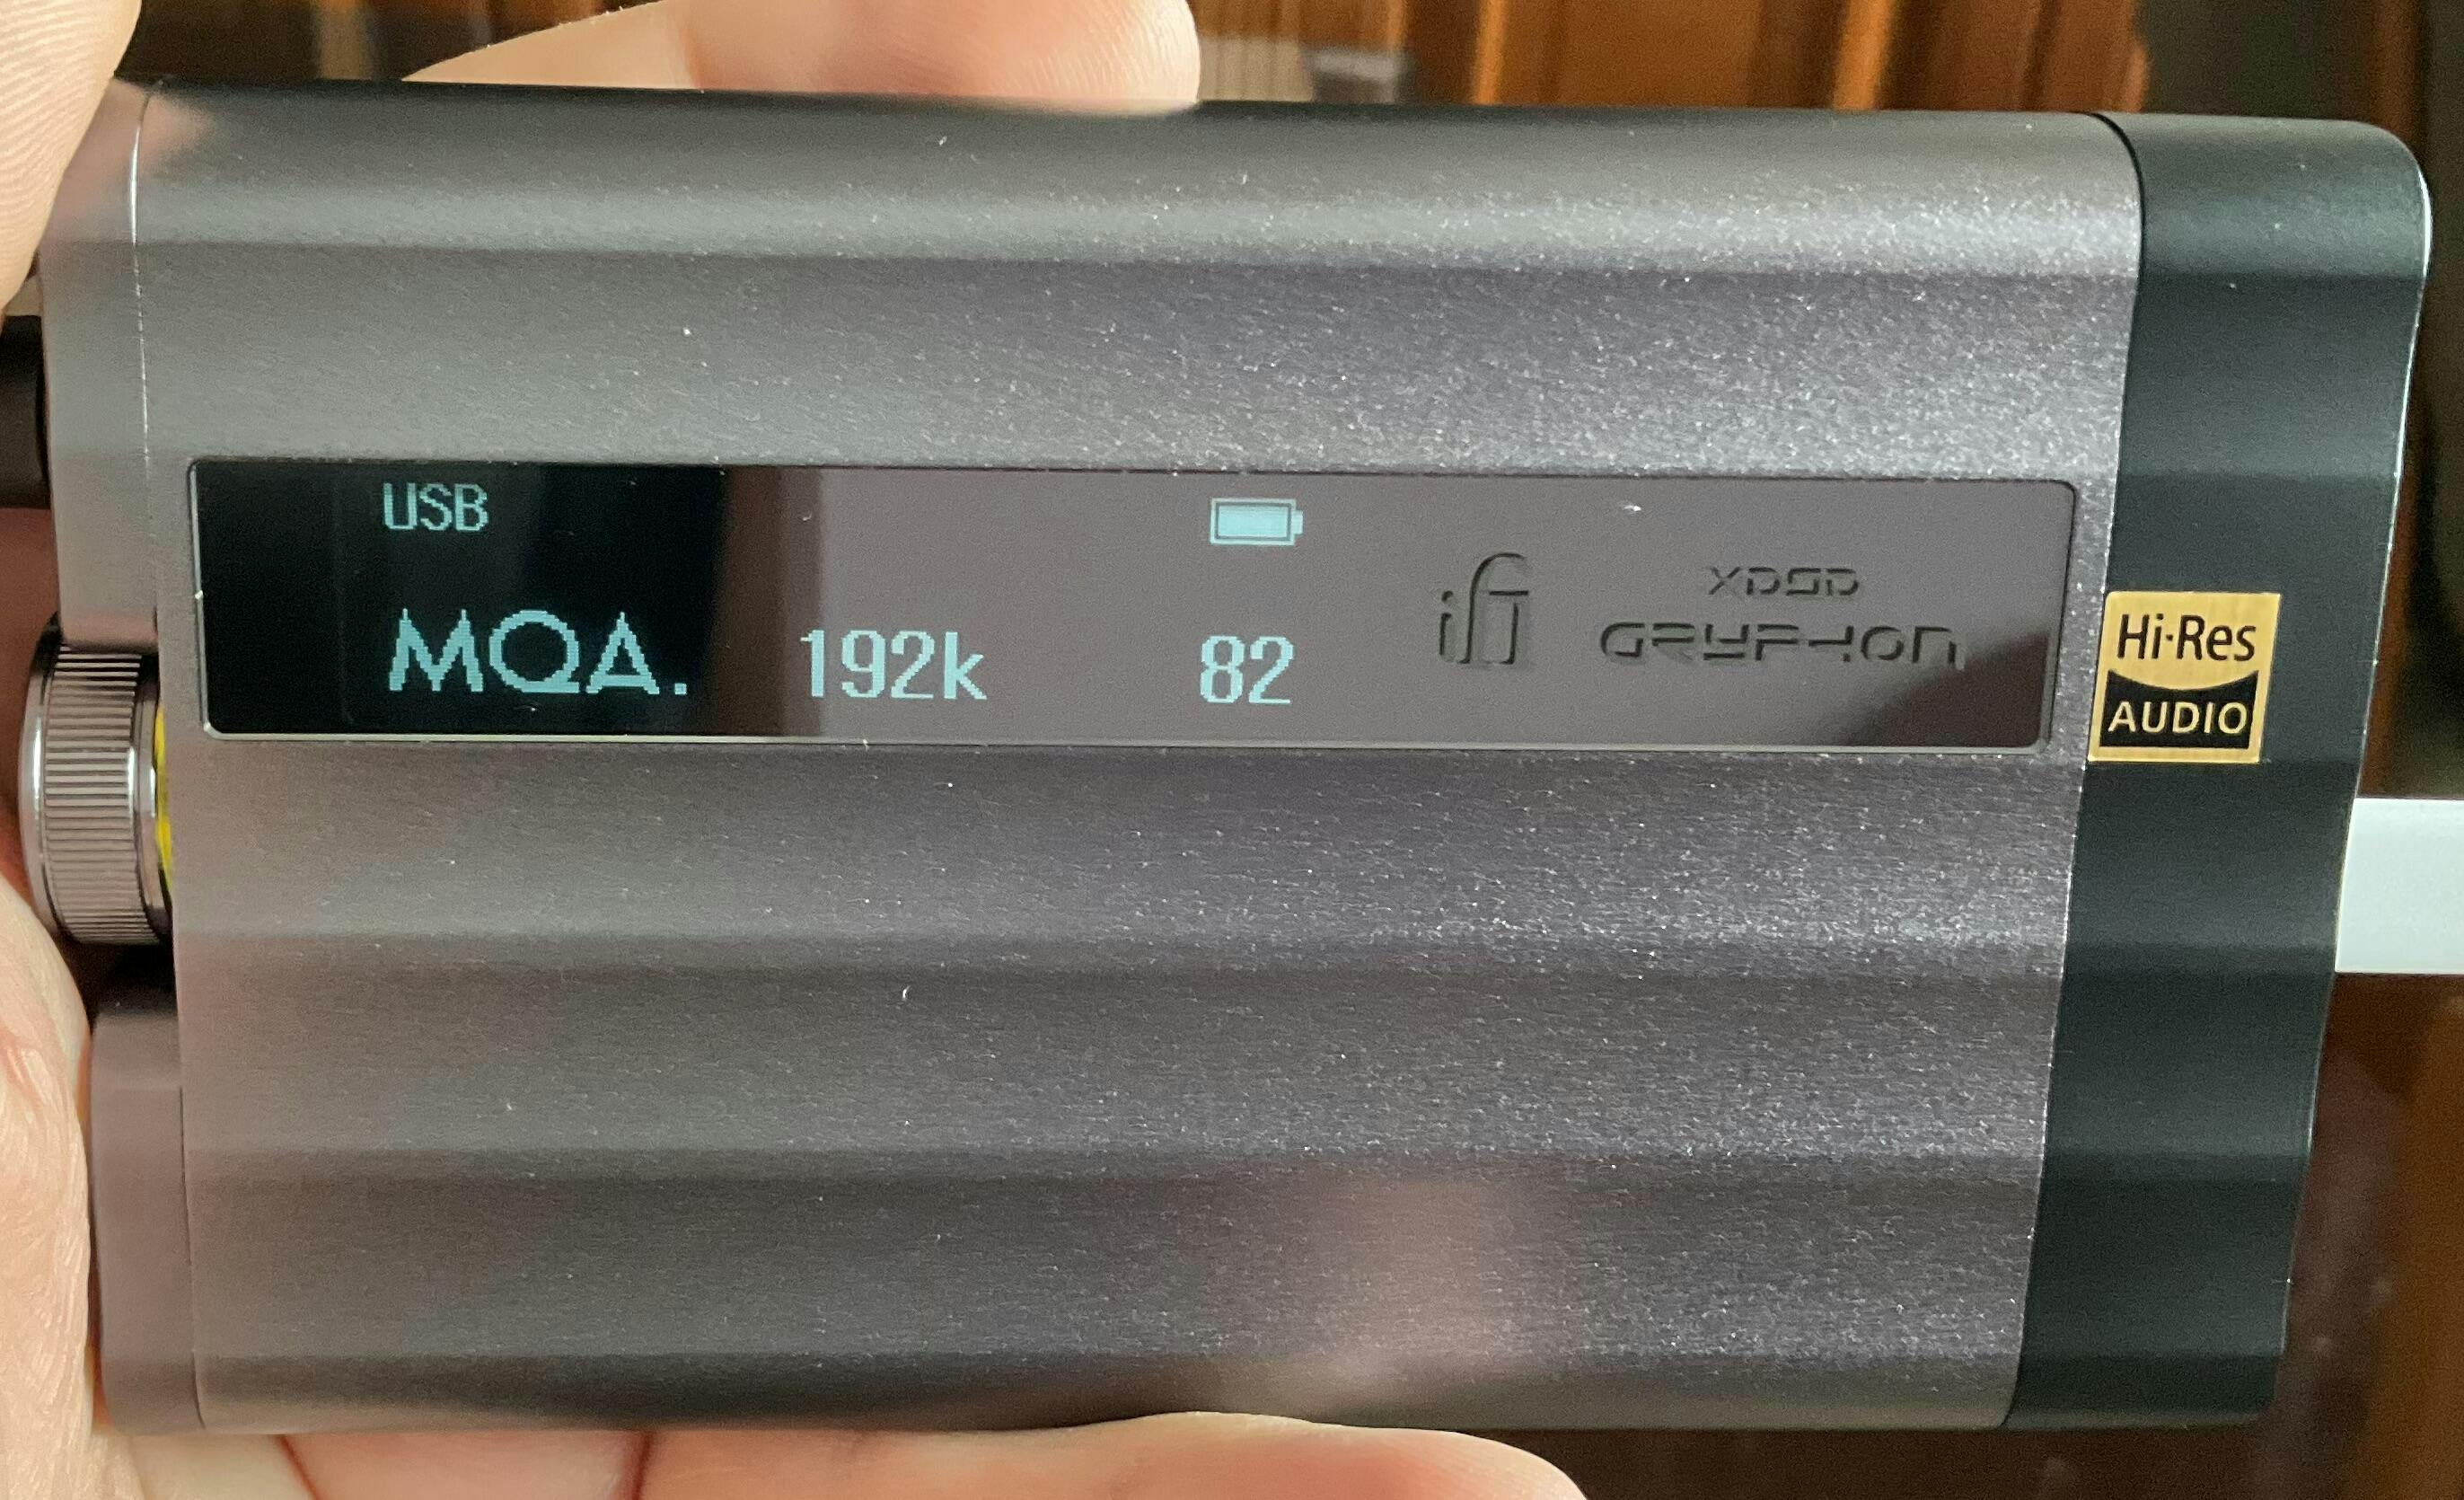 USB
MQA. 192k 82
iFi
XDSD
GRYPHON
Hi-Res
AUDIO